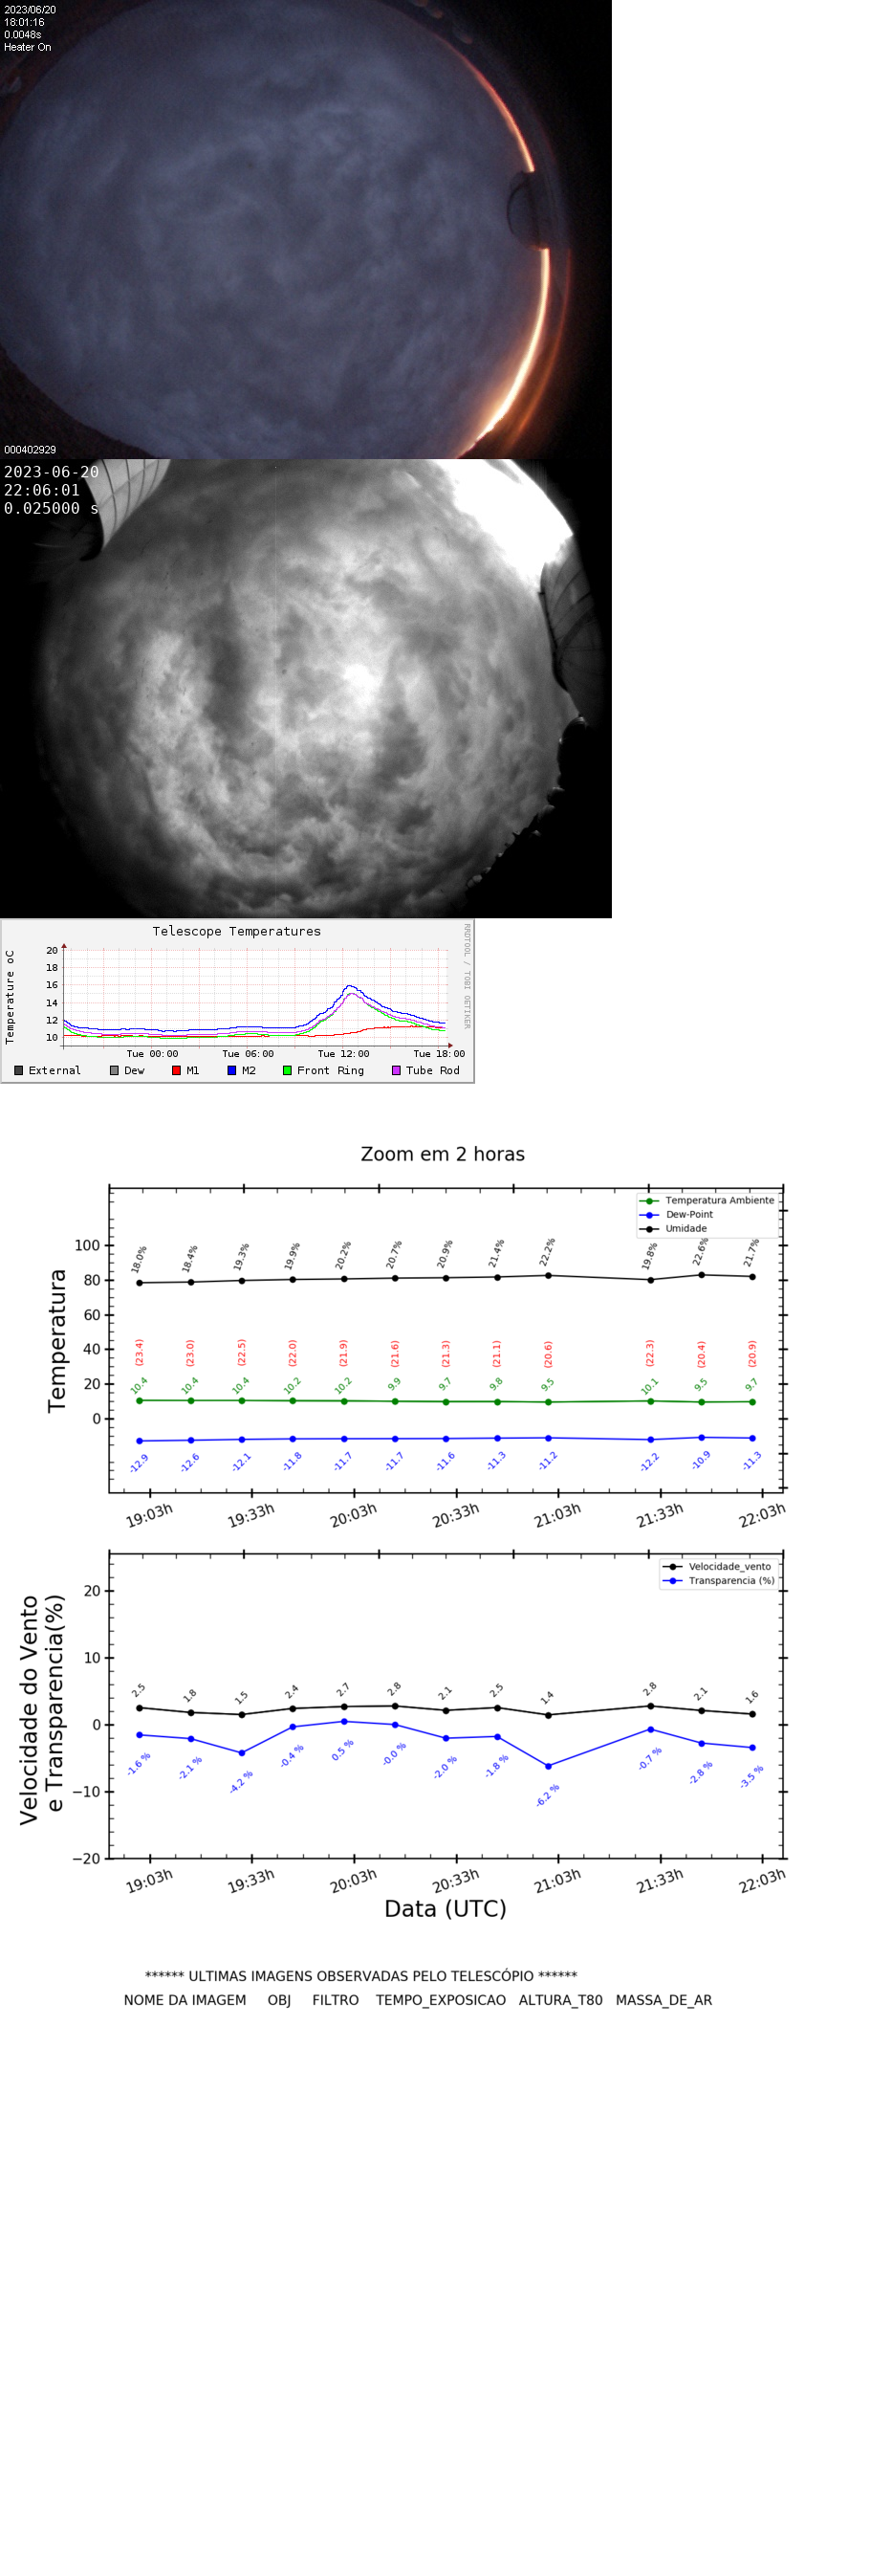 2023/06/20
18:01:16
0.0048s
Heater On
000402929
2023-06-20
22:06:01
0.025000 s
Telescope Temperatures
RRDTOOL / TOBI OETIKER
Temperature oC
20
18
16
14
12
10
Tue 00:00 Tue 06:00 Tue 12:00 Tue 18:00
External Dew M1 M2 Front Ring Tube Rod
Zoom em 2 horas
Temperatura Ambiente
Dew-Point
Umidade
Temperatura
100
80
60
40
20
0
18.0% 18.4% 19.3% 19.9% 20.2% 20.7% 20.9% 21.4% 22.2% 19.8% 22.6% 21.7%
(23.4) (23.0) (22.5) (22.0) (21.9) (21.6) (21.3) (21.1) (20.6) (22.3) (20.4) (20.9)
10.4 10.4 10.4 10.2 10.2 9.9 9.7 9.8 9.5 10.1 9.5 9.7
-12.9 -12.6 -12.1 -11.8 -11.7 -11.7 -11.6 -11.3 -11.2 -12.2 -10.9 -11.3
19:03h 19:33h 20:03h 20:33h 21:03h 21:33h 22:03h
Velocidade_vento
Transparencia (%)
Velocidade do Vento
e Transparencia(%)
20
10
0
−10
−20
2.5 1.8 1.5 2.4 2.7 2.8 2.1 2.5 1.4 2.8 2.1 1.6
-1.6 % -2.1 % -4.2 % -0.4 % 0.5 % -0.0 % -2.0 % -1.8 % -6.2 % -0.7 % -2.8 % -3.5 %
19:03h 19:33h 20:03h 20:33h 21:03h 21:33h 22:03h
Data (UTC)
****** ULTIMAS IMAGENS OBSERVADAS PELO TELESCÓPIO ******
NOME DA IMAGEM OBJ FILTRO TEMPO_EXPOSICAO ALTURA_T80 MASSA_DE_AR